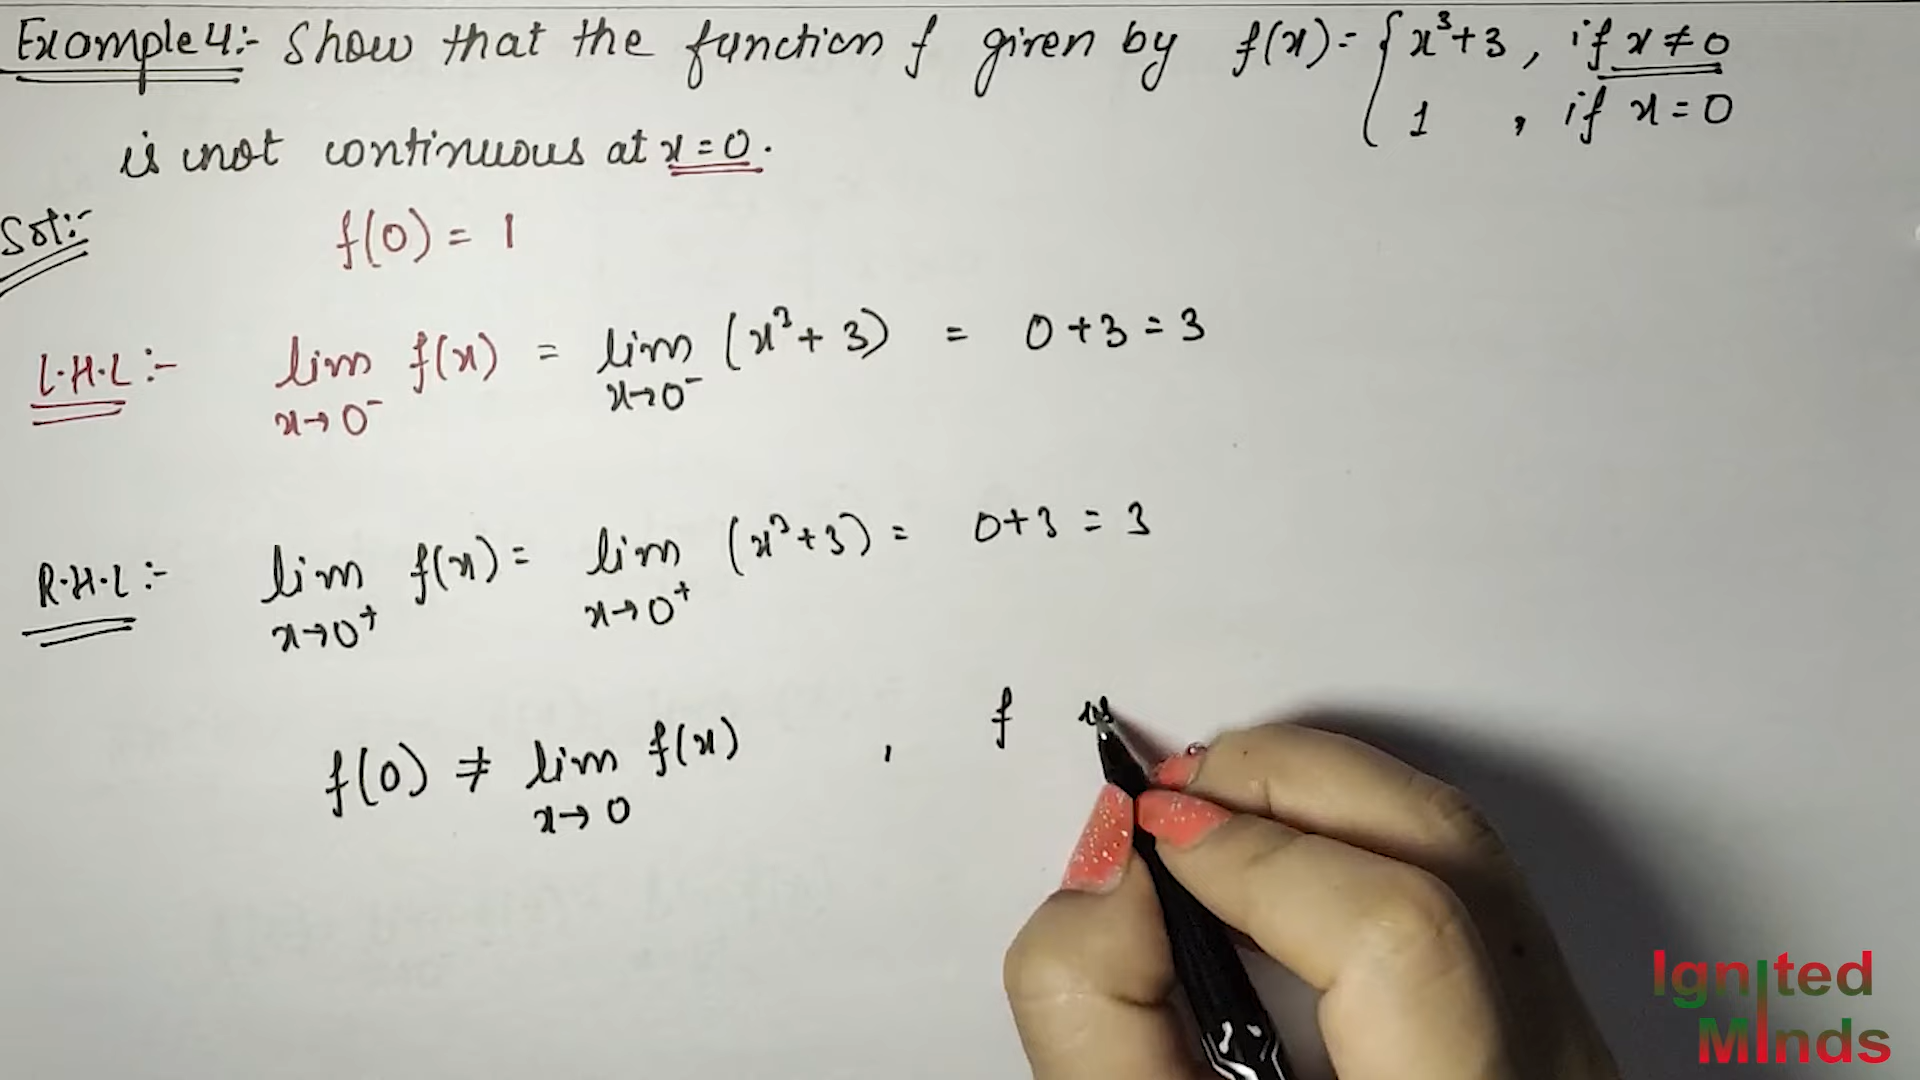 Example 4:- Show that the function f given by f(x) = { x³+3, if x ≠ 0
1 , if x = 0
is not continuous at x = 0.
Sol:-
f(0) = 1
L.H.L :- lim f(x) = lim (x³ + 3) = 0 + 3 = 3
x→0⁻ x→0⁻
R.H.L :- lim f(x) = lim (x³+3) = 0+3 = 3
x→0⁺ x→0⁺
f(0) ≠ lim f(x) , f is
x→0
Ignited
Minds